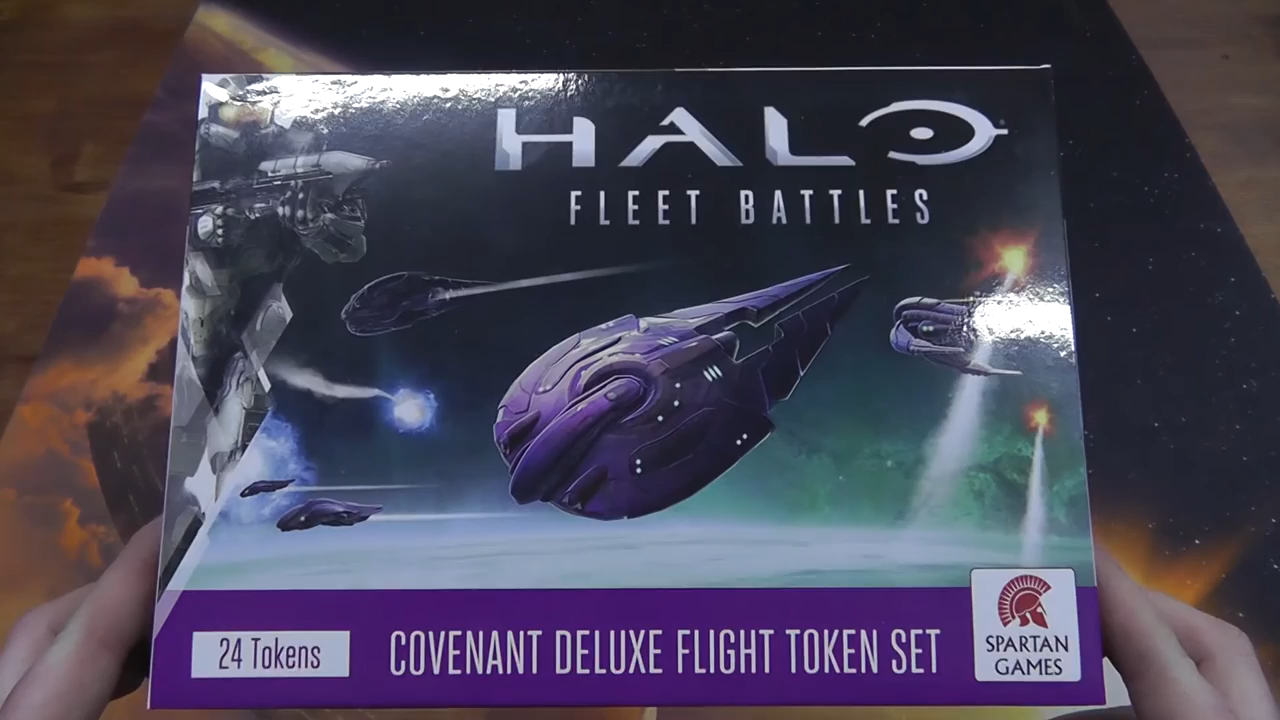 HALO
FLEET BATTLES
24 Tokens
COVENANT DELUXE FLIGHT TOKEN SET
SPARTAN
GAMES